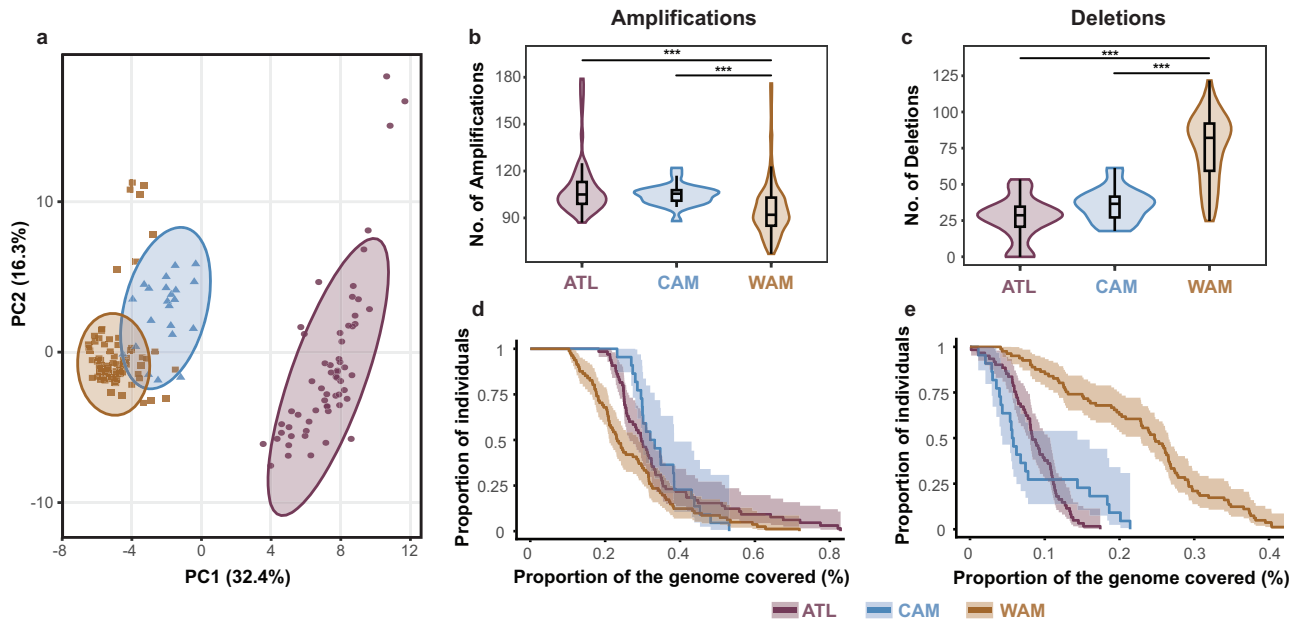 Amplifications
Deletions
a
b
c
PC2 (16.3%)
10
0
-10
-8
-4
0
4
8
12
PC1 (32.4%)
No. of Amplifications
180
150
120
90
***
***
ATL
CAM
WAM
No. of Deletions
125
100
75
50
25
0
***
***
ATL
CAM
WAM
d
Proportion of individuals
1
0.75
0.5
0.25
0
0
0.2
0.4
0.6
0.8
Proportion of the genome covered (%)
e
Proportion of individuals
1
0.75
0.5
0.25
0
0
0.1
0.2
0.3
0.4
Proportion of the genome covered (%)
ATL CAM WAM